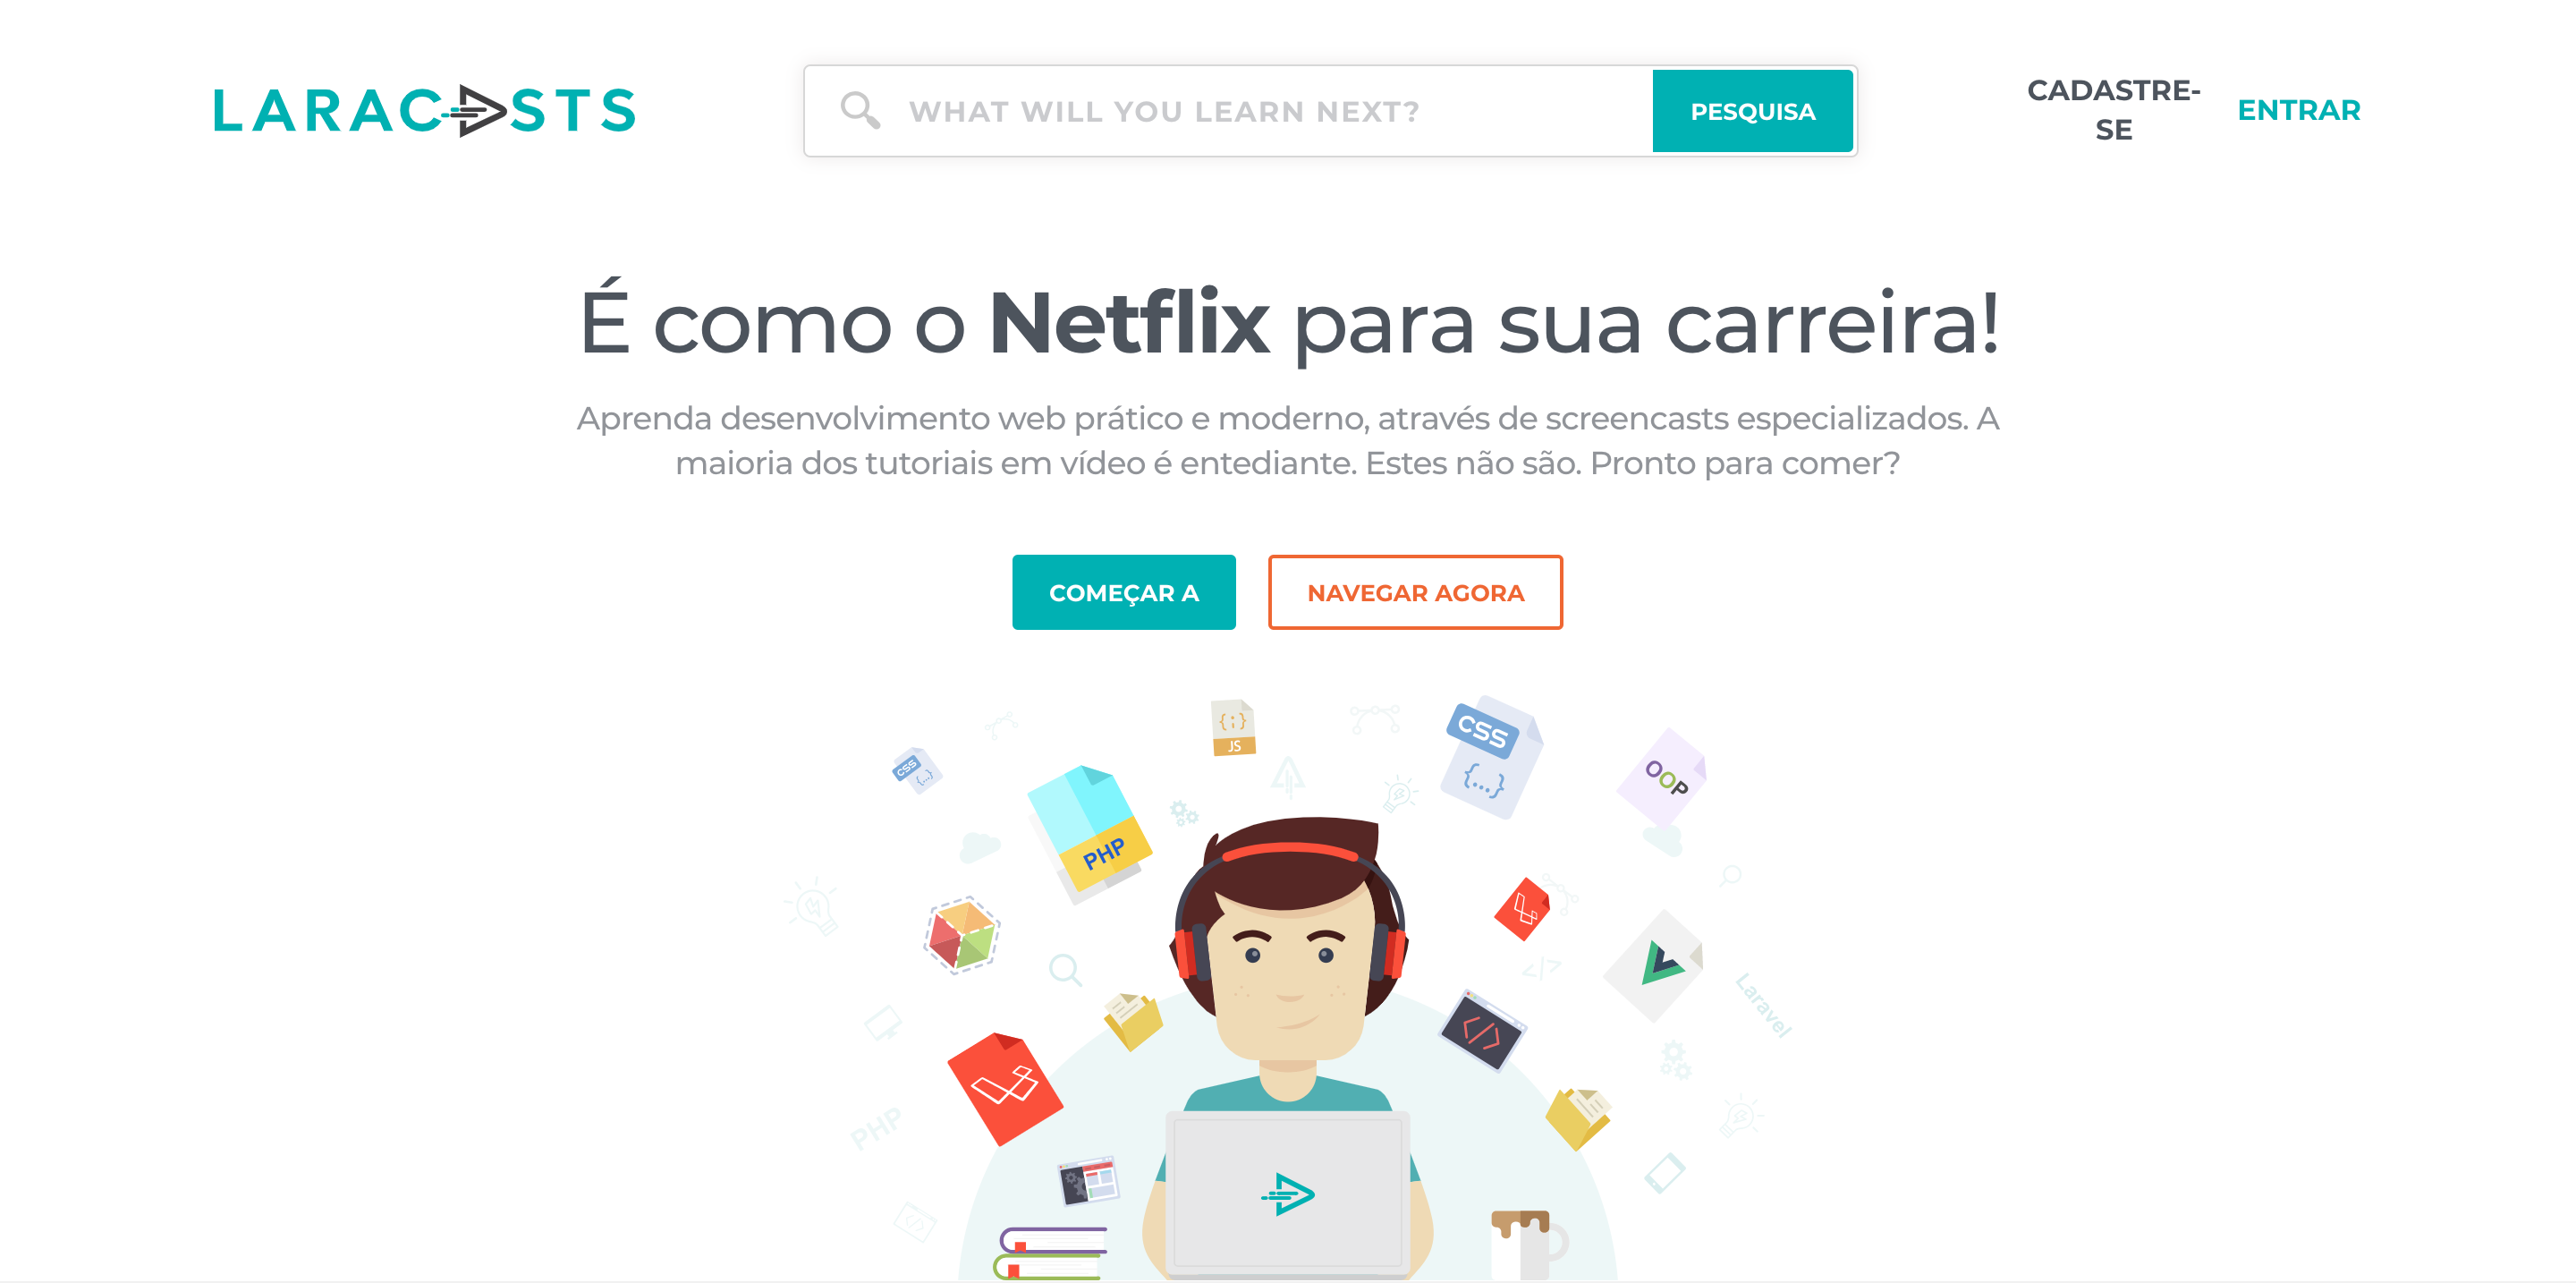 LARACASTS
WHAT WILL YOU LEARN NEXT?
PESQUISA
CADASTRE-
SE
ENTRAR
É como o Netflix para sua carreira!
Aprenda desenvolvimento web prático e moderno, através de screencasts especializados. A
maioria dos tutoriais em vídeo é entediante. Estes não são. Pronto para comer?
COMEÇAR A
NAVEGAR AGORA
{;}
JS
CSS
{...}
CSS
{...}
OOP
PHP
</>
Laravel
</>
PHP
</>